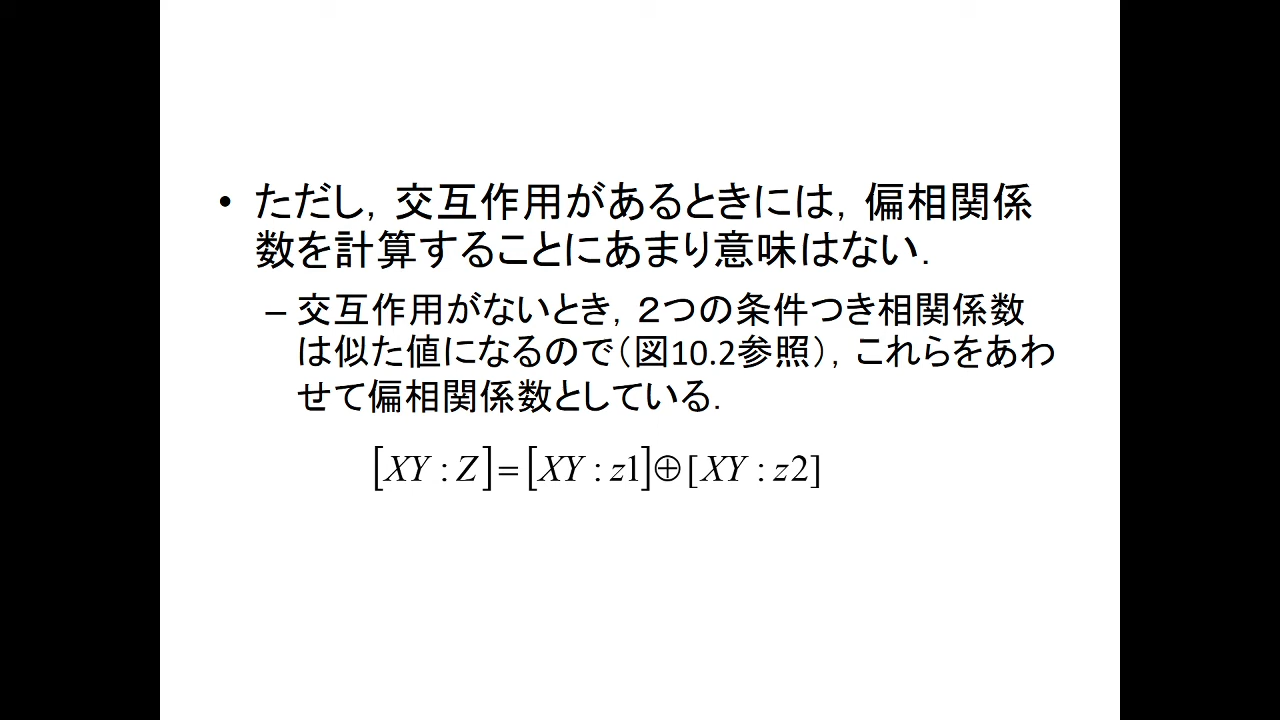 • ただし，交互作用があるときには，偏相関係
数を計算することにあまり意味はない．
– 交互作用がないとき，２つの条件つき相関係数
は似た値になるので（図10.2参照），これらをあわ
せて偏相関係数としている．
[XY : Z] = [XY : z1] ⊕ [XY : z2]